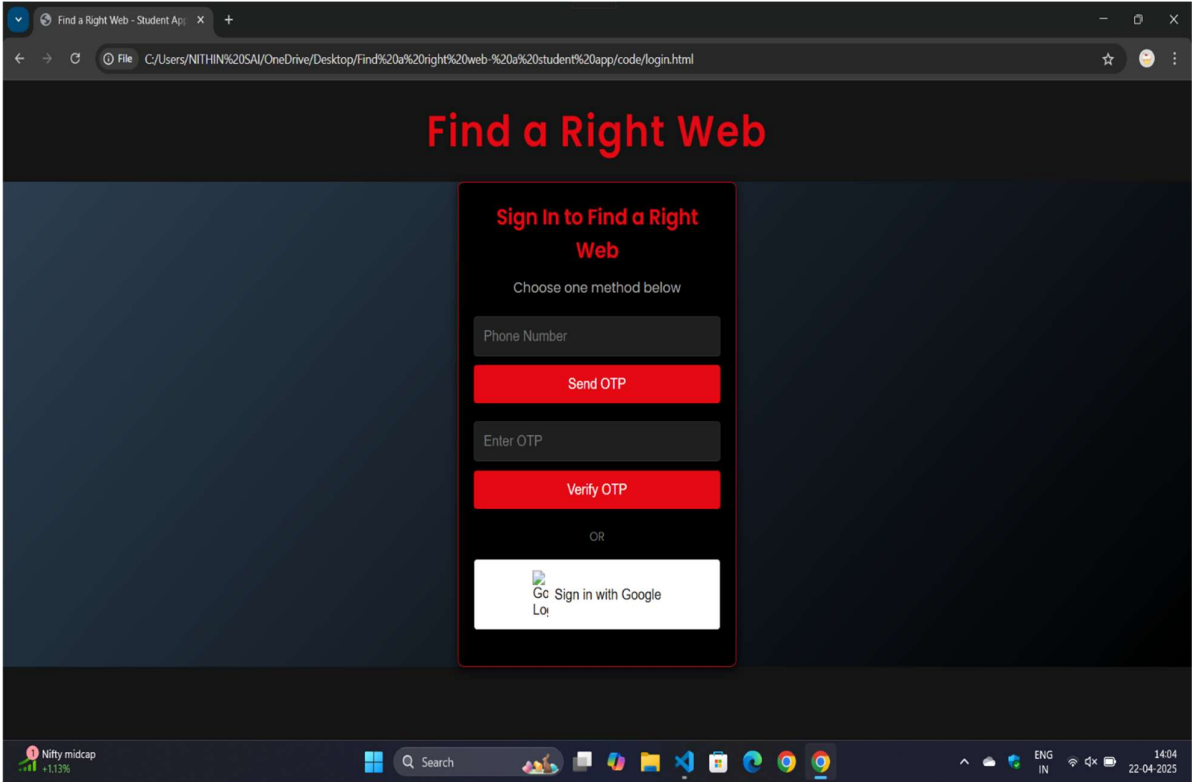 Find a Right Web - Student App
File C:/Users/NITHIN%20SAI/OneDrive/Desktop/Find%20a%20right%20web-%20a%20student%20app/code/login.html
Find a Right Web
Sign In to Find a Right
Web
Choose one method below
Phone Number
Send OTP
Enter OTP
Verify OTP
OR
Go
Sign in with Google
Log
1
Nifty midcap
+1.13%
Search
ENG
IN
14:04
22-04-2025